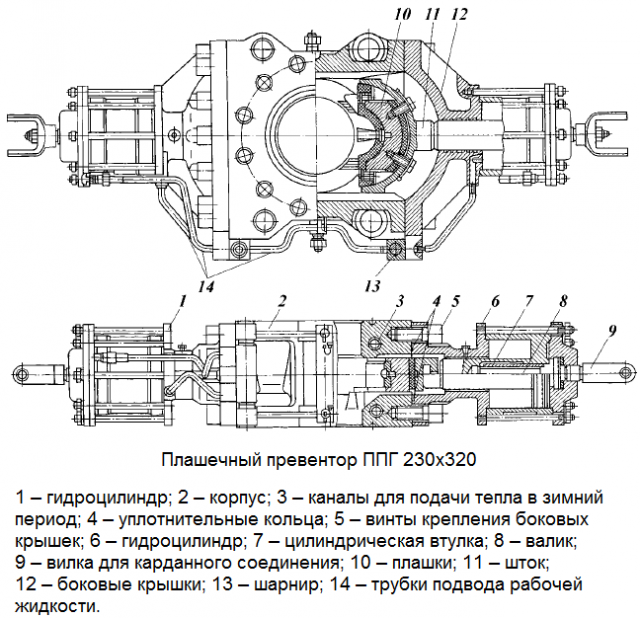 10 11 12
14
13
1 2 3 4 5 6 7 8
9
Плашечный превентор ППГ 230х320
1 – гидроцилиндр; 2 – корпус; 3 – каналы для подачи тепла в зимний
период; 4 – уплотнительные кольца; 5 – винты крепления боковых
крышек; 6 – гидроцилиндр; 7 – цилиндрическая втулка; 8 – валик;
9 – вилка для карданного соединения; 10 – плашки; 11 – шток;
12 – боковые крышки; 13 – шарнир; 14 – трубки подвода рабочей
жидкости.